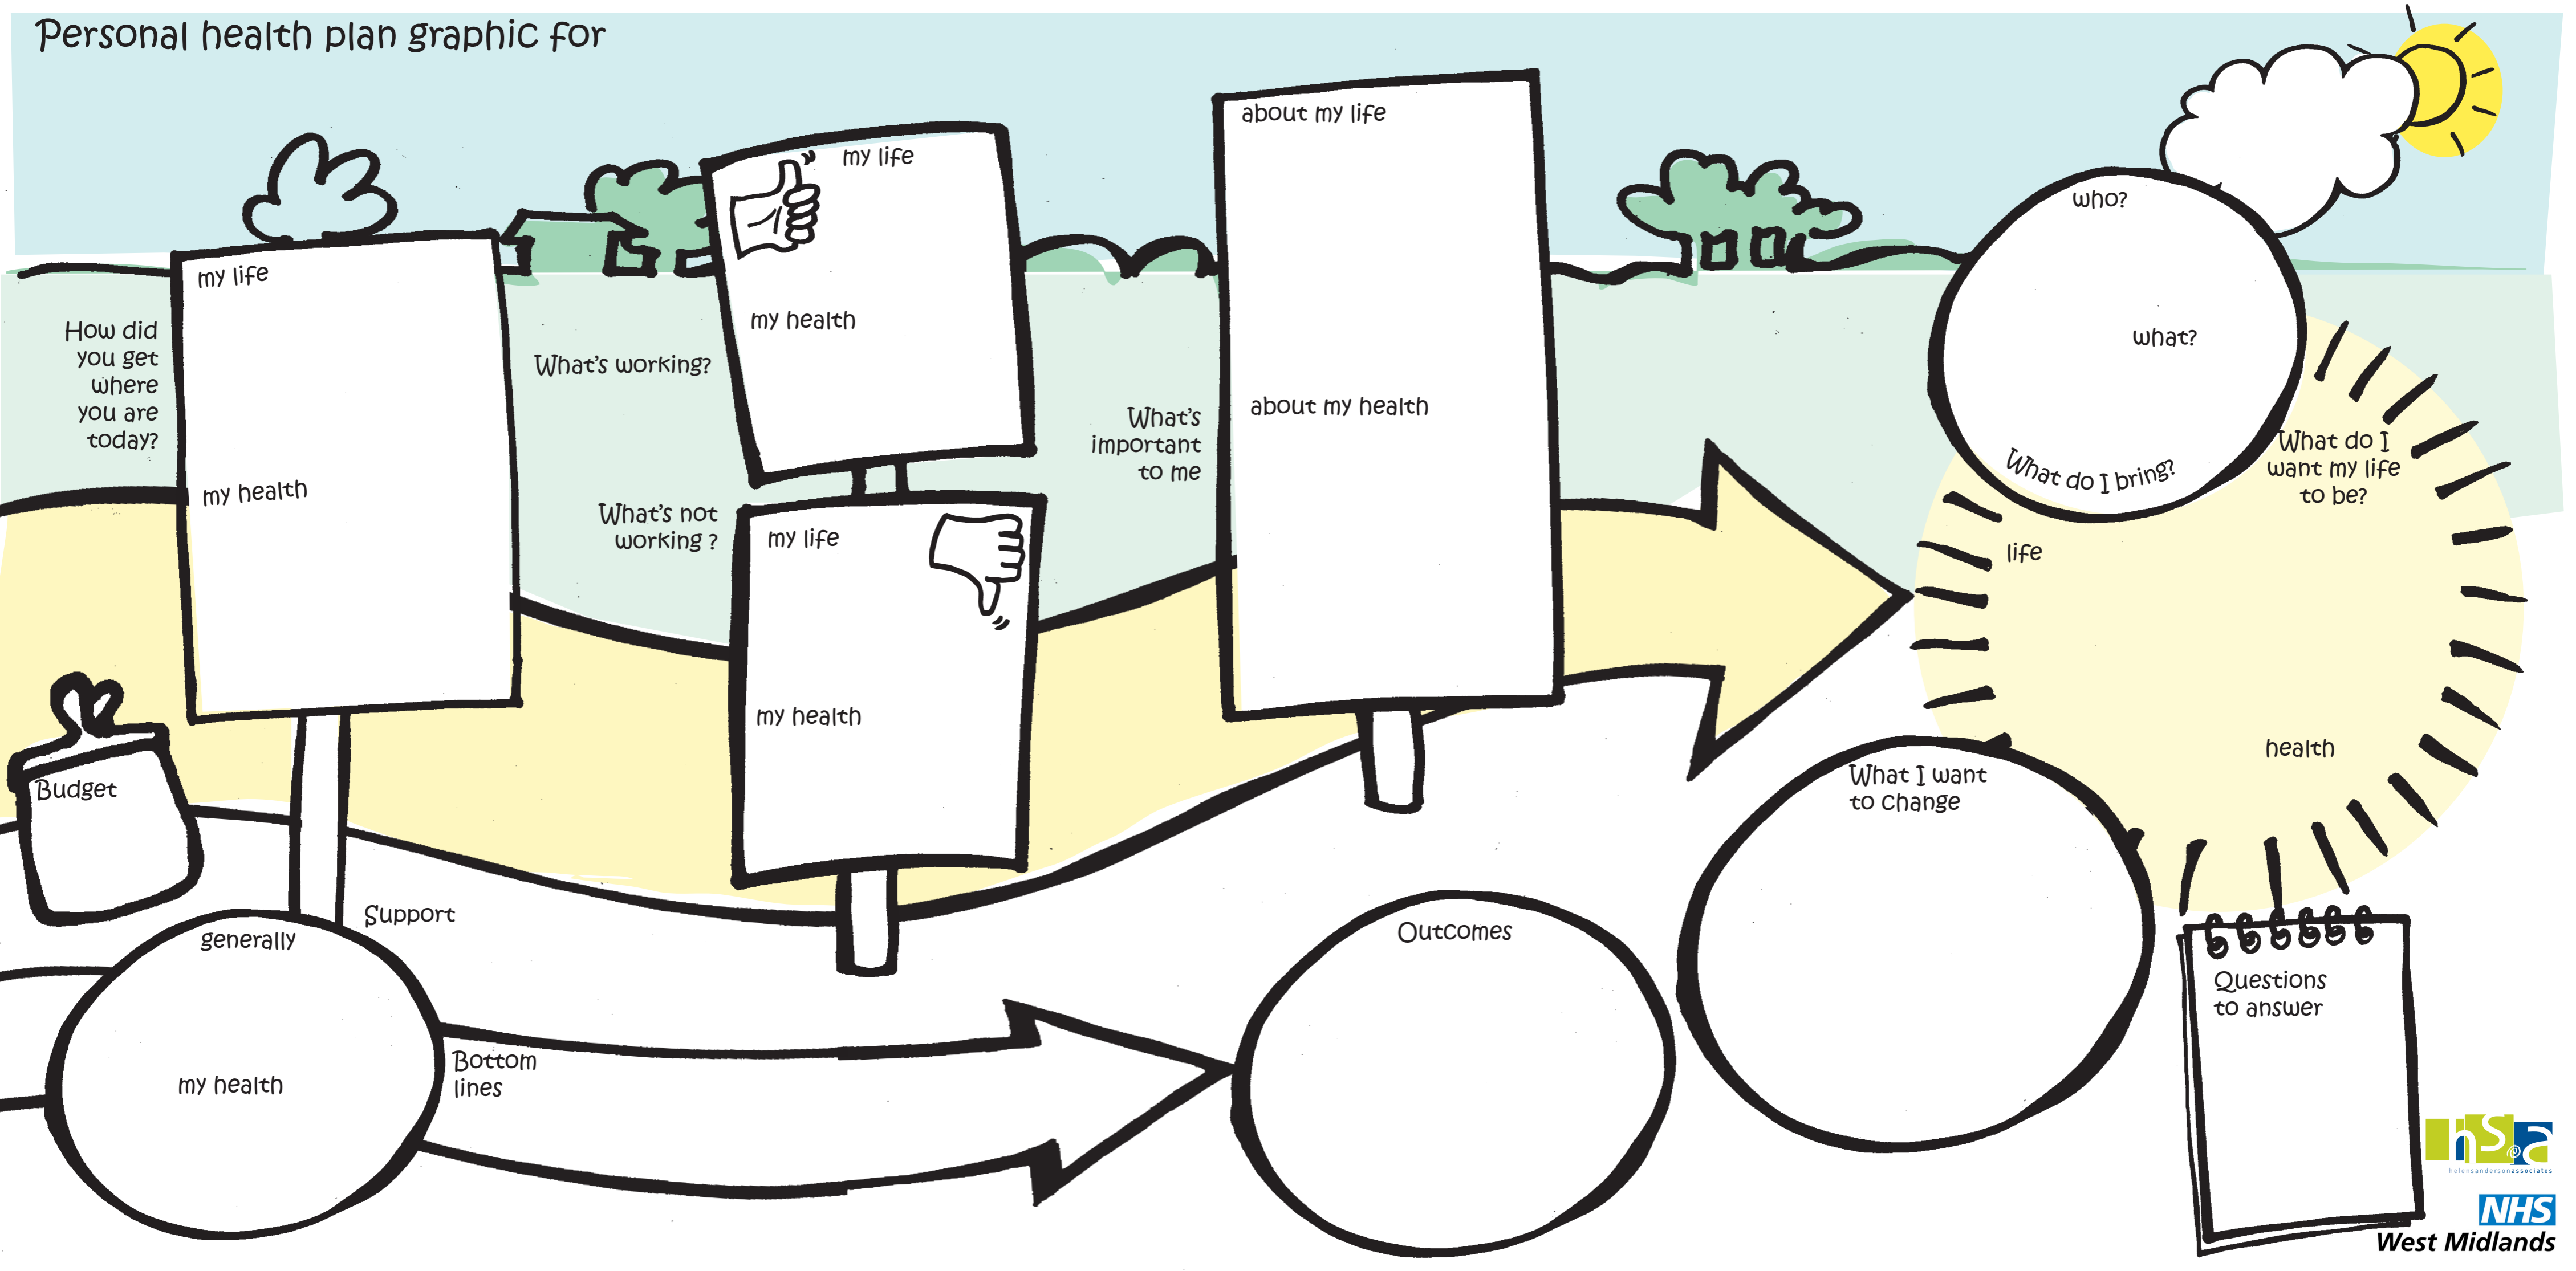 Personal health plan graphic for
How did
you get
where
you are
today?
my life
my health
What's working?
my life
my health
What's not
working ?
my life
my health
What's
important
to me
about my life
about my health
who?
what?
What do I bring?
What do I
want my life
to be?
life
health
What I want
to change
Budget
Support
generally
my health
Bottom
lines
Outcomes
Questions
to answer
hsa
helensandersonassociates
NHS
West Midlands